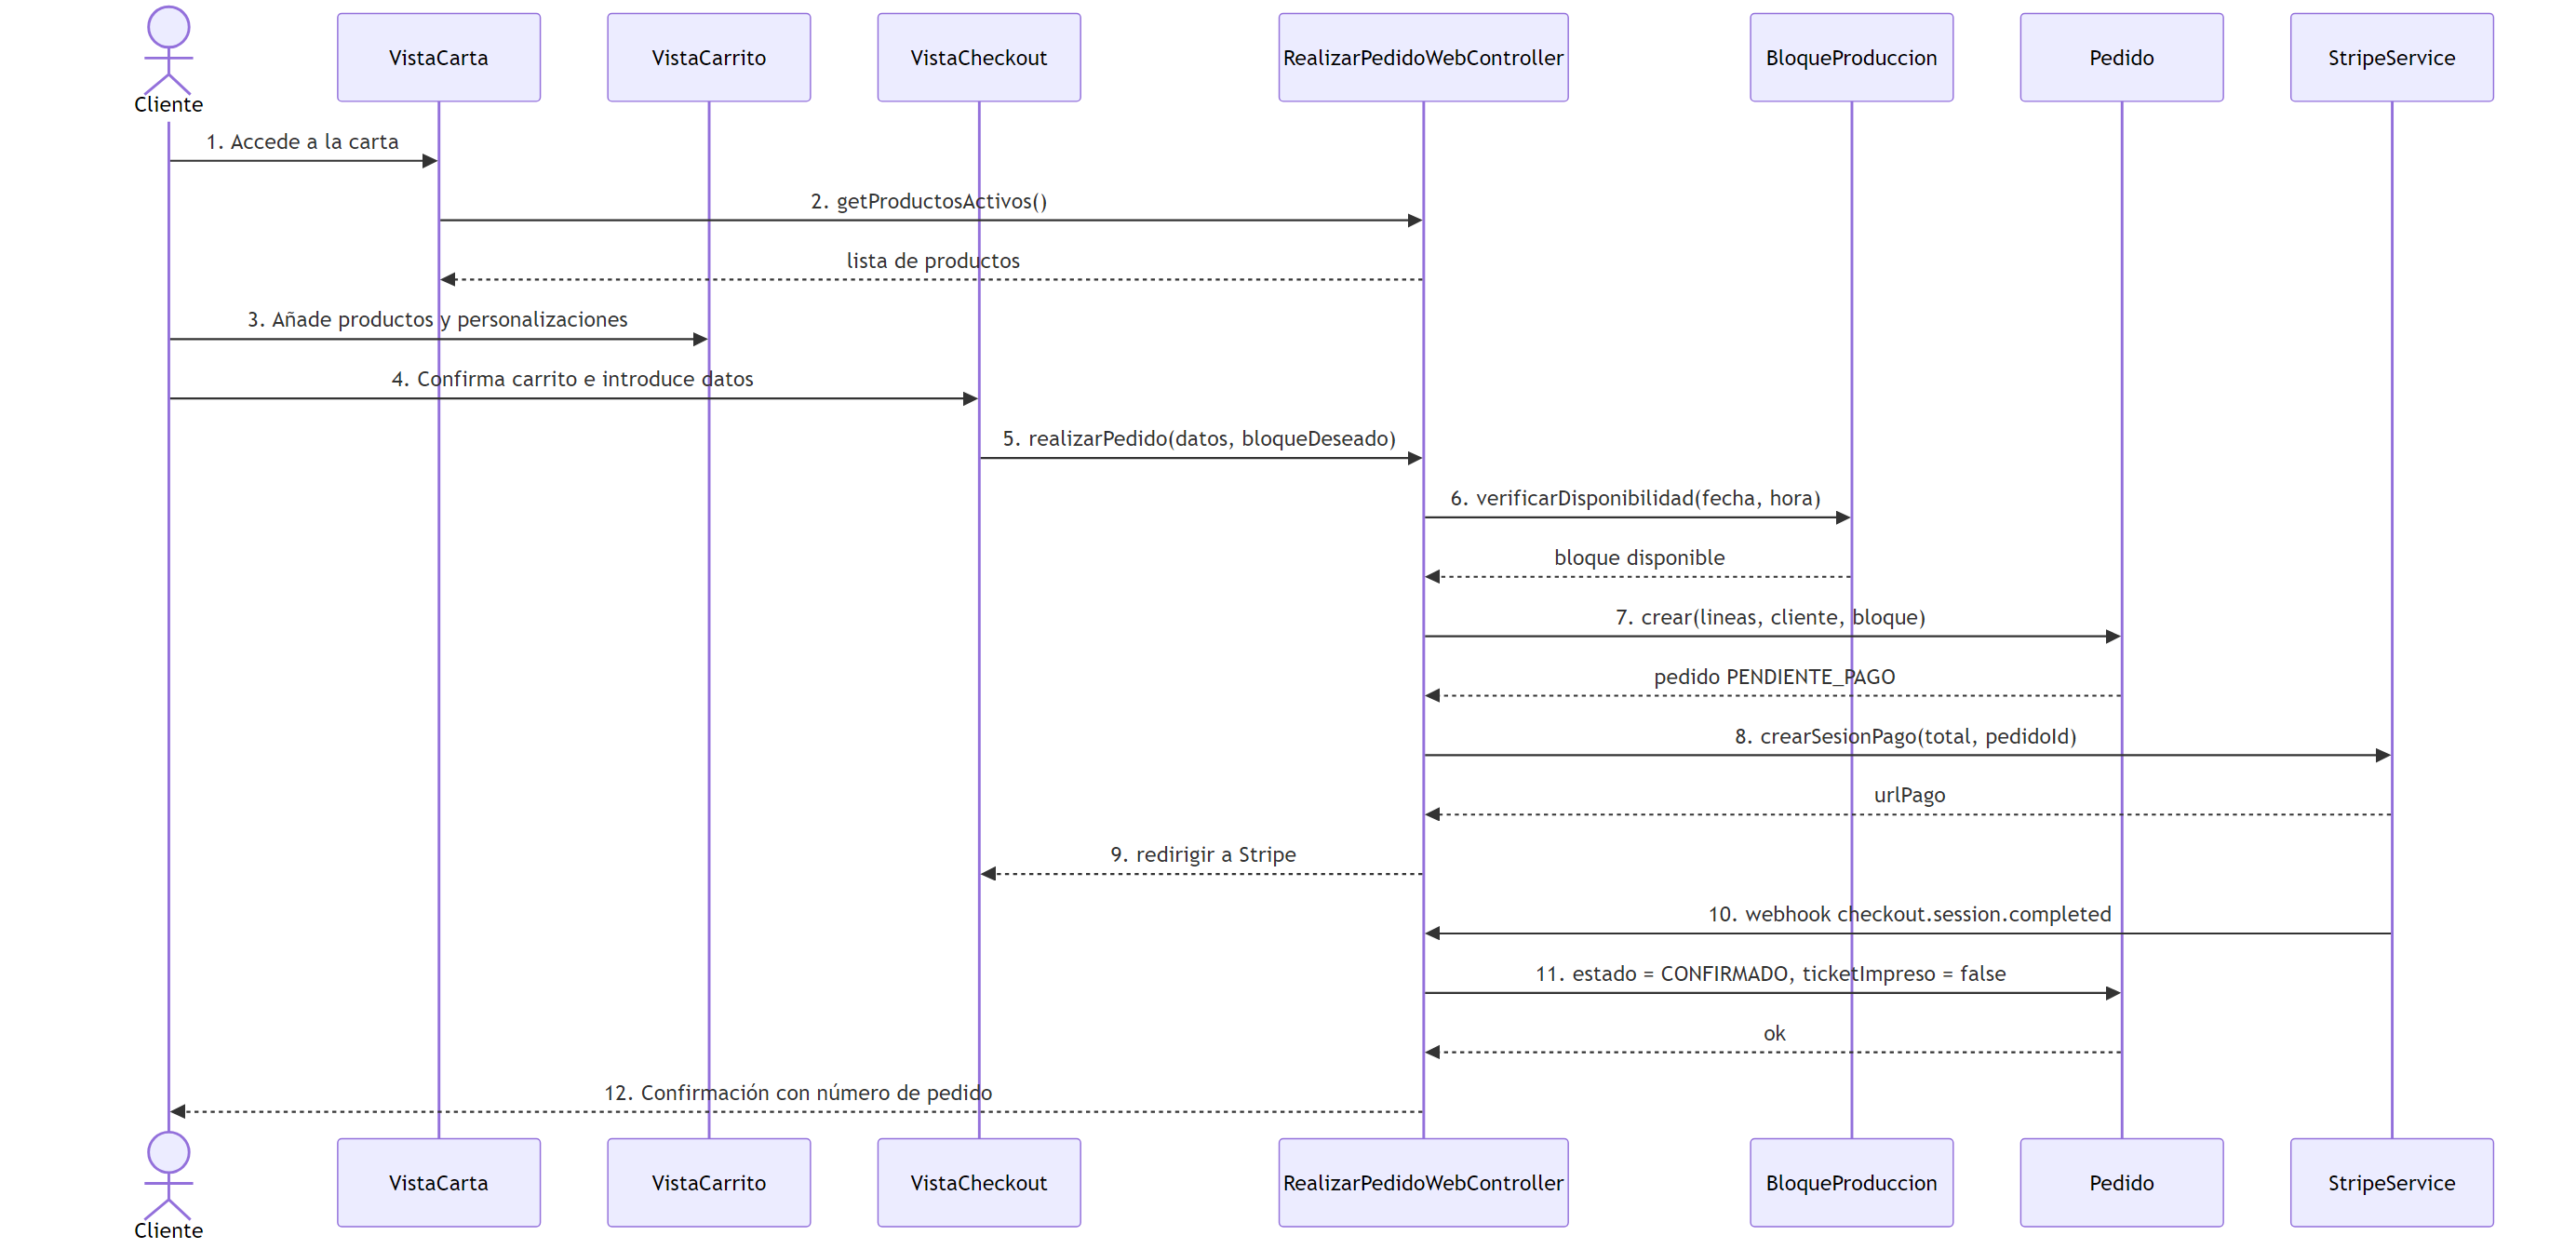 VistaCarta
VistaCarrito
VistaCheckout
RealizarPedidoWebController
BloqueProduccion
Pedido
StripeService
Cliente
1. Accede a la carta
2. getProductosActivos()
lista de productos
3. Añade productos y personalizaciones
4. Confirma carrito e introduce datos
5. realizarPedido(datos, bloqueDeseado)
6. verificarDisponibilidad(fecha, hora)
bloque disponible
7. crear(lineas, cliente, bloque)
pedido PENDIENTE_PAGO
8. crearSesionPago(total, pedidoId)
urlPago
9. redirigir a Stripe
10. webhook checkout.session.completed
11. estado = CONFIRMADO, ticketImpreso = false
ok
12. Confirmación con número de pedido
VistaCarta
VistaCarrito
VistaCheckout
RealizarPedidoWebController
BloqueProduccion
Pedido
StripeService
Cliente